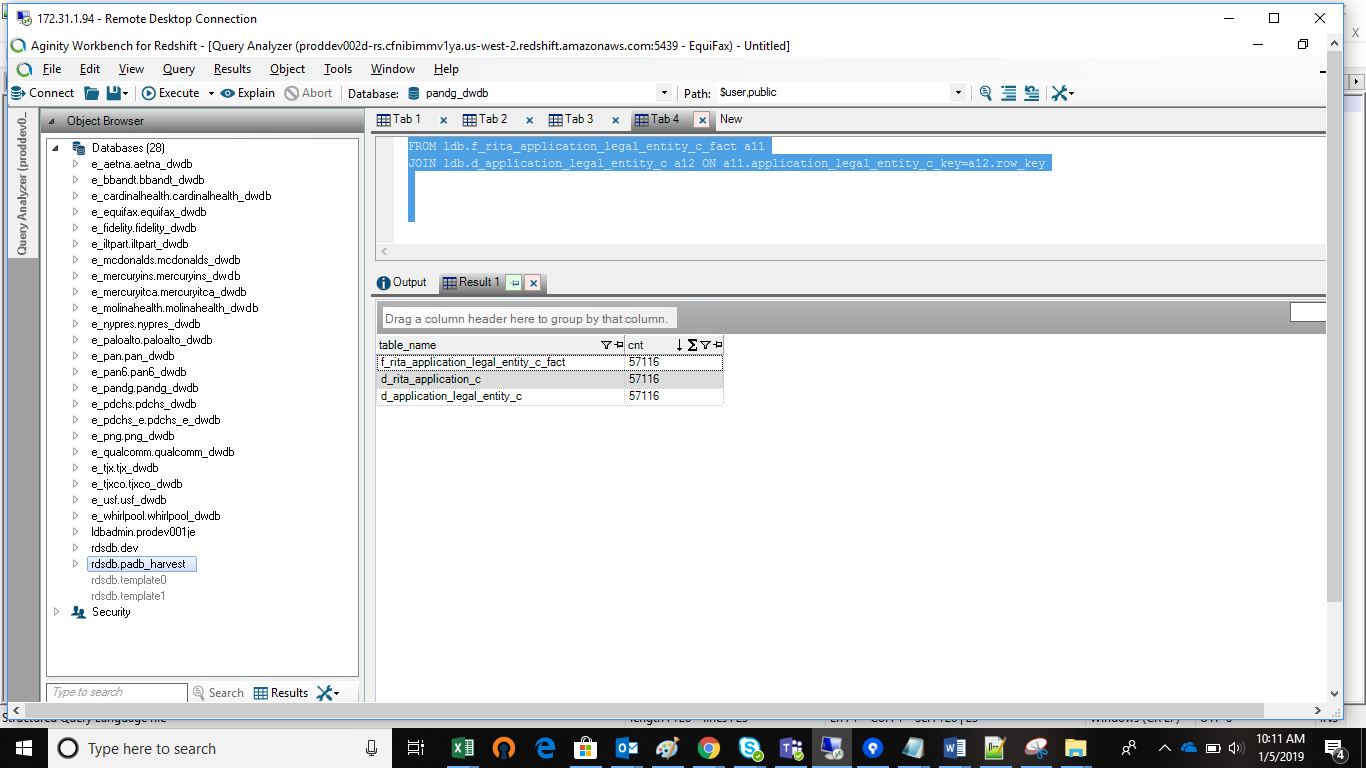 172.31.1.94 - Remote Desktop Connection
Aginity Workbench for Redshift - [Query Analyzer (proddev002d-rs.cfnibimmv1ya.us-west-2.redshift.amazonaws.com:5439 - EquiFax) - Untitled]
File Edit View Query Results Object Tools Window Help
Connect Execute Explain Abort Database: pandg_dwdb Path: $user,public
Query Analyzer (proddev0...
Object Browser
Databases (28)
e_aetna.aetna_dwdb
e_bbandt.bbandt_dwdb
e_cardinalhealth.cardinalhealth_dwdb
e_equifax.equifax_dwdb
e_fidelity.fidelity_dwdb
e_iltpart.iltpart_dwdb
e_mcdonalds.mcdonalds_dwdb
e_mercuryins.mercuryins_dwdb
e_mercuryitca.mercuryitca_dwdb
e_molinahealth.molinahealth_dwdb
e_nypres.nypres_dwdb
e_paloalto.paloalto_dwdb
e_pan.pan_dwdb
e_pan6.pan6_dwdb
e_pandg.pandg_dwdb
e_pdchs.pdchs_dwdb
e_pdchs_e.pdchs_e_dwdb
e_png.png_dwdb
e_qualcomm.qualcomm_dwdb
e_tjx.tjx_dwdb
e_tjxco.tjxco_dwdb
e_usf.usf_dwdb
e_whirlpool.whirlpool_dwdb
ldbadmin.prodev001je
rdsdb.dev
rdsdb.padb_harvest
rdsdb.template0
rdsdb.template1
Security
Type to search Search Results
Tab 1 Tab 2 Tab 3 Tab 4 New
FROM ldb.f_rita_application_legal_entity_c_fact a11
JOIN ldb.d_application_legal_entity_c a12 ON a11.application_legal_entity_c_key=a12.row_key
Output Result 1
Drag a column header here to group by that column.
table_name cnt
f_rita_application_legal_entity_c_fact 57116
d_rita_application_c 57116
d_application_legal_entity_c 57116
Type here to search
10:11 AM
1/5/2019
4